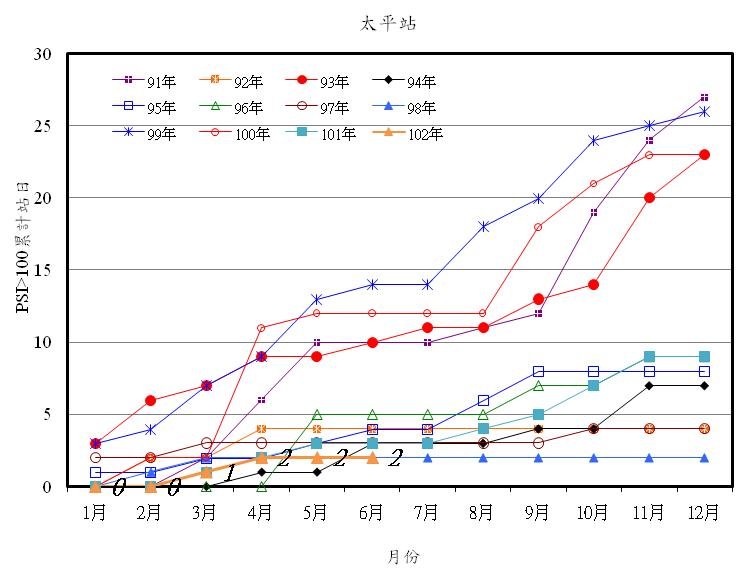 太平站
PSI>100累計站日
30
25
20
15
10
5
0
91年 92年 93年 94年
95年 96年 97年 98年
99年 100年 101年 102年
0 0 1 2 2 2
1月 2月 3月 4月 5月 6月 7月 8月 9月 10月 11月 12月
月份